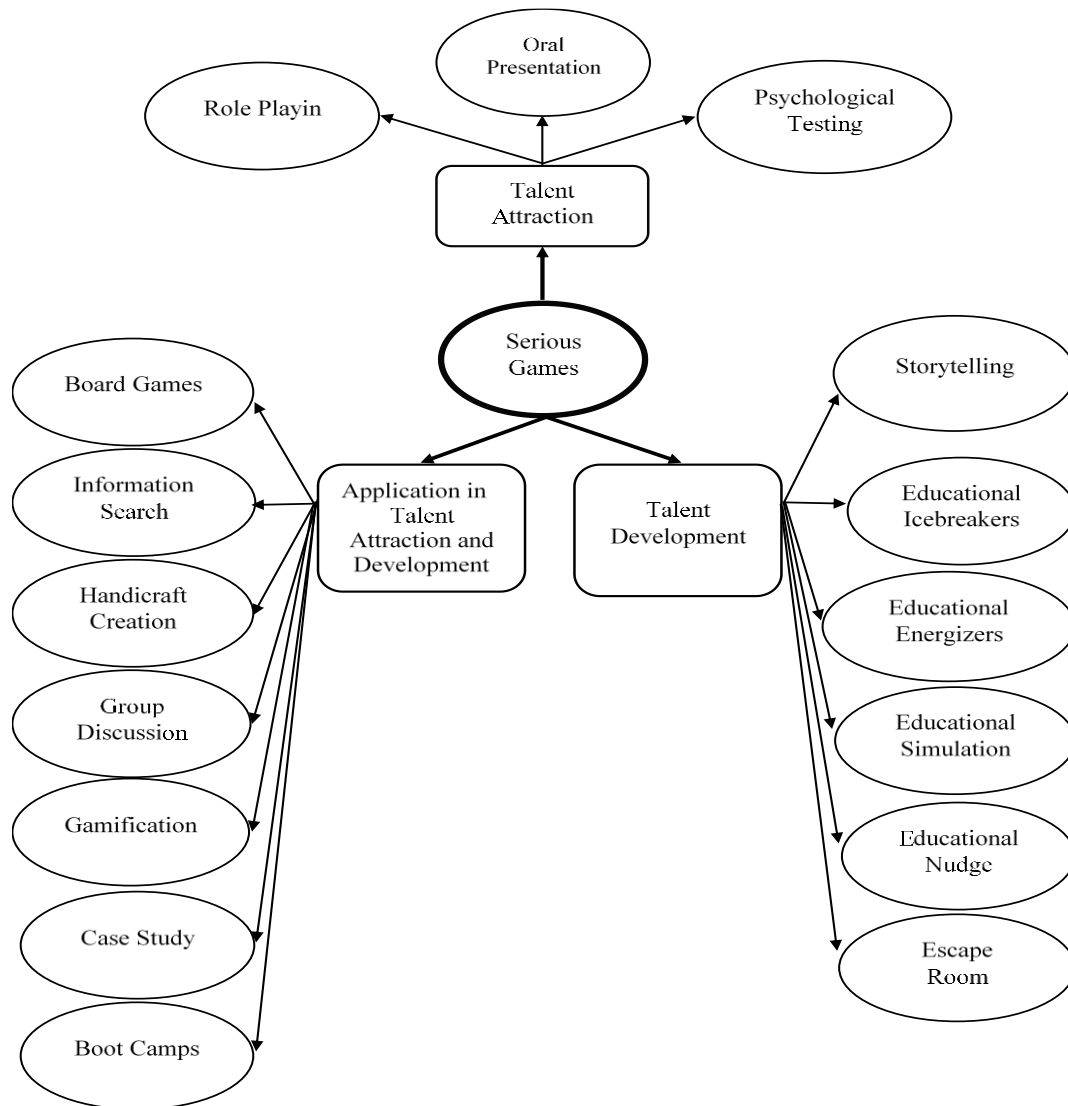 Oral
Presentation
Role Playin
Psychological
Testing
Talent
Attraction
Serious
Games
Board Games
Information
Search
Handicraft
Creation
Group
Discussion
Gamification
Case Study
Boot Camps
Application in
Talent
Attraction and
Development
Talent
Development
Storytelling
Educational
Icebreakers
Educational
Energizers
Educational
Simulation
Educational
Nudge
Escape
Room